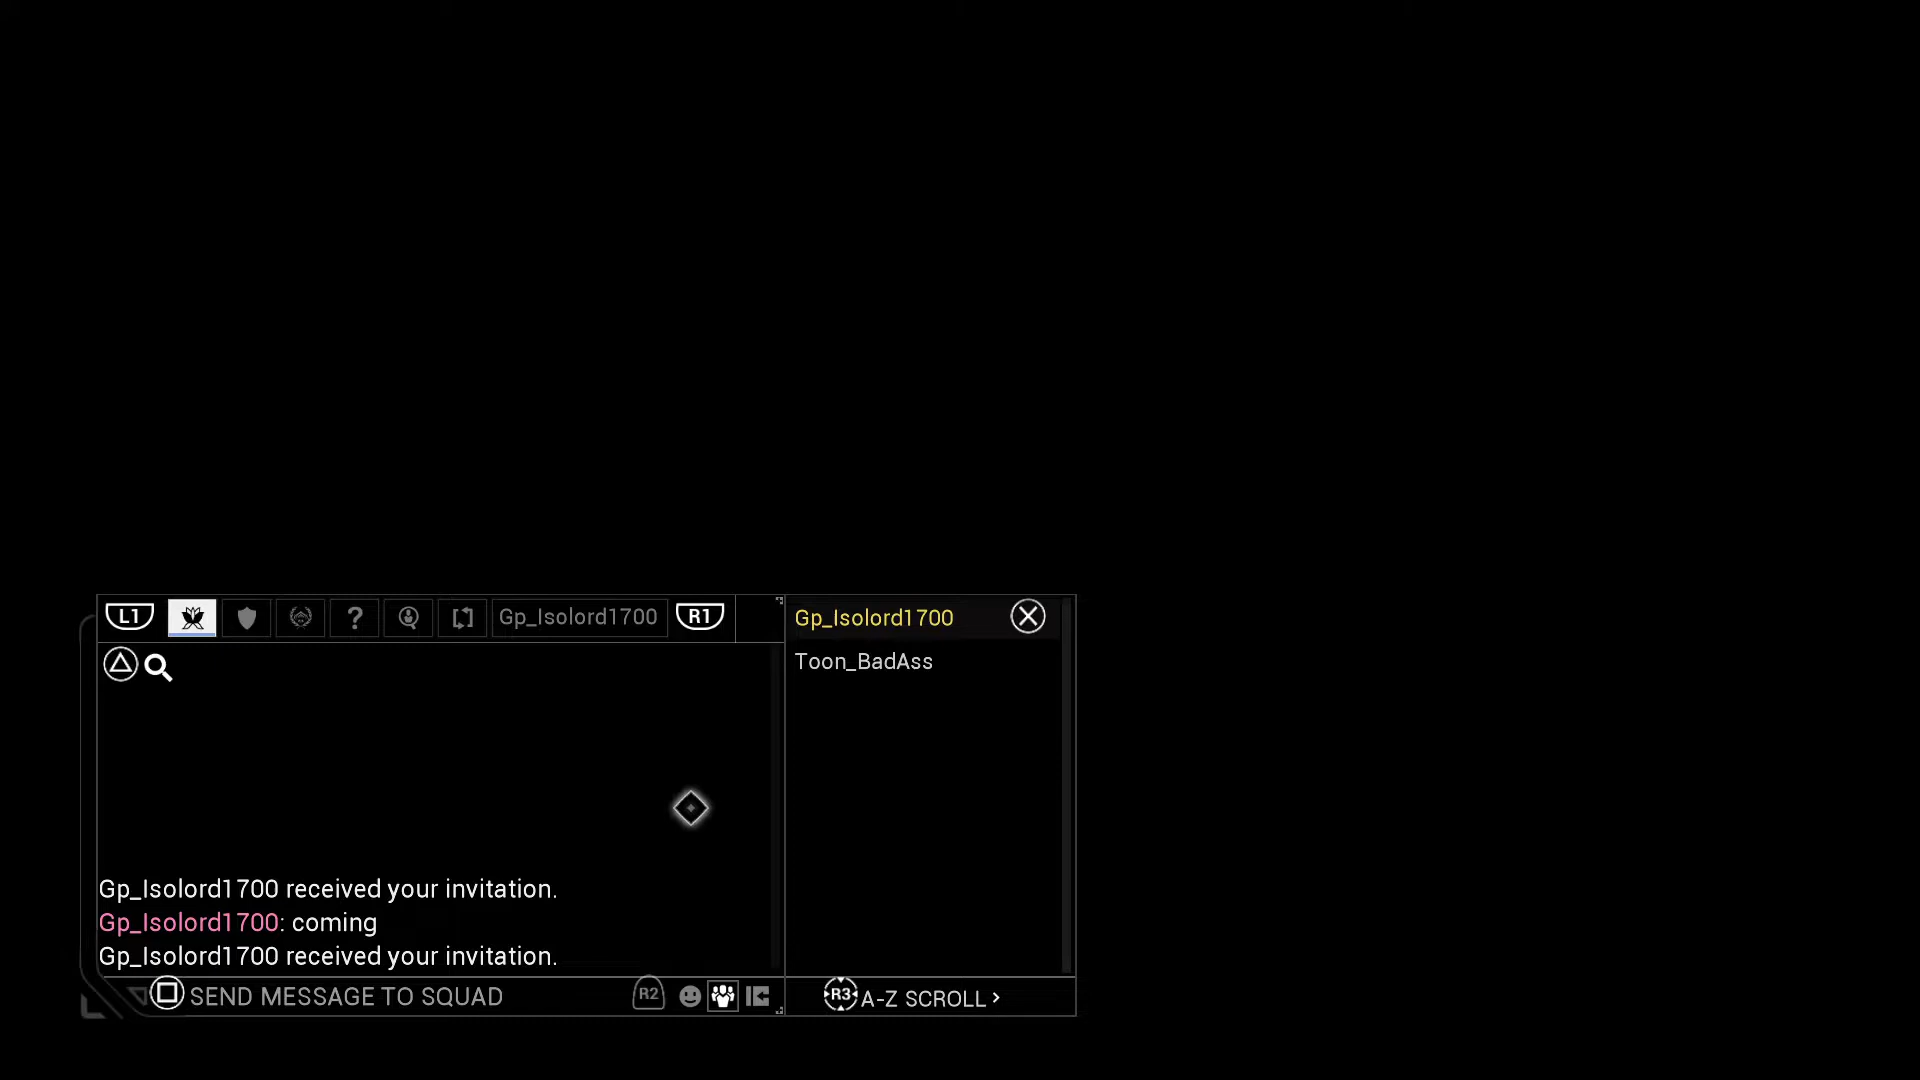 L1 ? Gp_Isolord1700 R1
Gp_Isolord1700
Toon_BadAss
Gp_Isolord1700 received your invitation.
Gp_Isolord1700: coming
Gp_Isolord1700 received your invitation.
SEND MESSAGE TO SQUAD R2
R3 A-Z SCROLL >